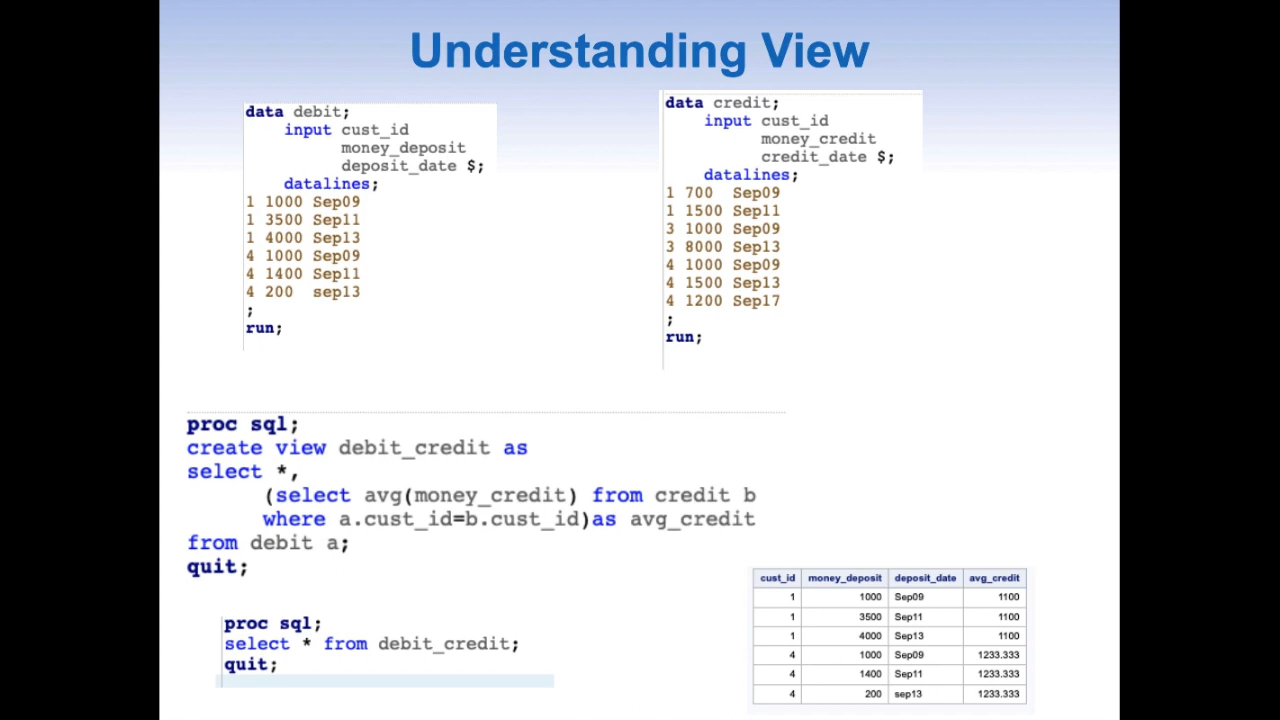 Understanding View
data debit;
input cust_id
money_deposit
deposit_date $;
datalines;
1 1000 Sep09
1 3500 Sep11
1 4000 Sep13
4 1000 Sep09
4 1400 Sep11
4 200 sep13
;
run;
data credit;
input cust_id
money_credit
credit_date $;
datalines;
1 700 Sep09
1 1500 Sep11
3 1000 Sep09
3 8000 Sep13
4 1000 Sep09
4 1500 Sep13
4 1200 Sep17
;
run;
proc sql;
create view debit_credit as
select *,
(select avg(money_credit) from credit b
where a.cust_id=b.cust_id)as avg_credit
from debit a;
quit;
proc sql;
select * from debit_credit;
quit;
cust_id money_deposit deposit_date avg_credit
1 1000 Sep09 1100
1 3500 Sep11 1100
1 4000 Sep13 1100
4 1000 Sep09 1233.333
4 1400 Sep11 1233.333
4 200 sep13 1233.333